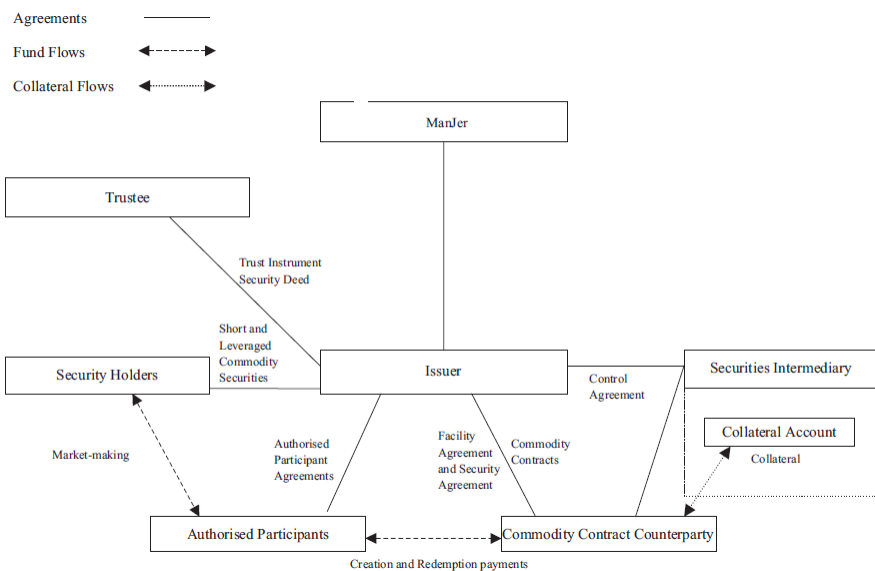 Agreements
Fund Flows
Collateral Flows
ManJer
Trustee
Trust Instrument
Security Deed
Short and
Leveraged
Commodity
Securities
Security Holders
Issuer
Securities Intermediary
Control
Agreement
Collateral Account
Collateral
Market-making
Authorised
Participant
Agreements
Facility
Agreement
and Security
Agreement
Commodity
Contracts
Authorised Participants
Commodity Contract Counterparty
Creation and Redemption payments